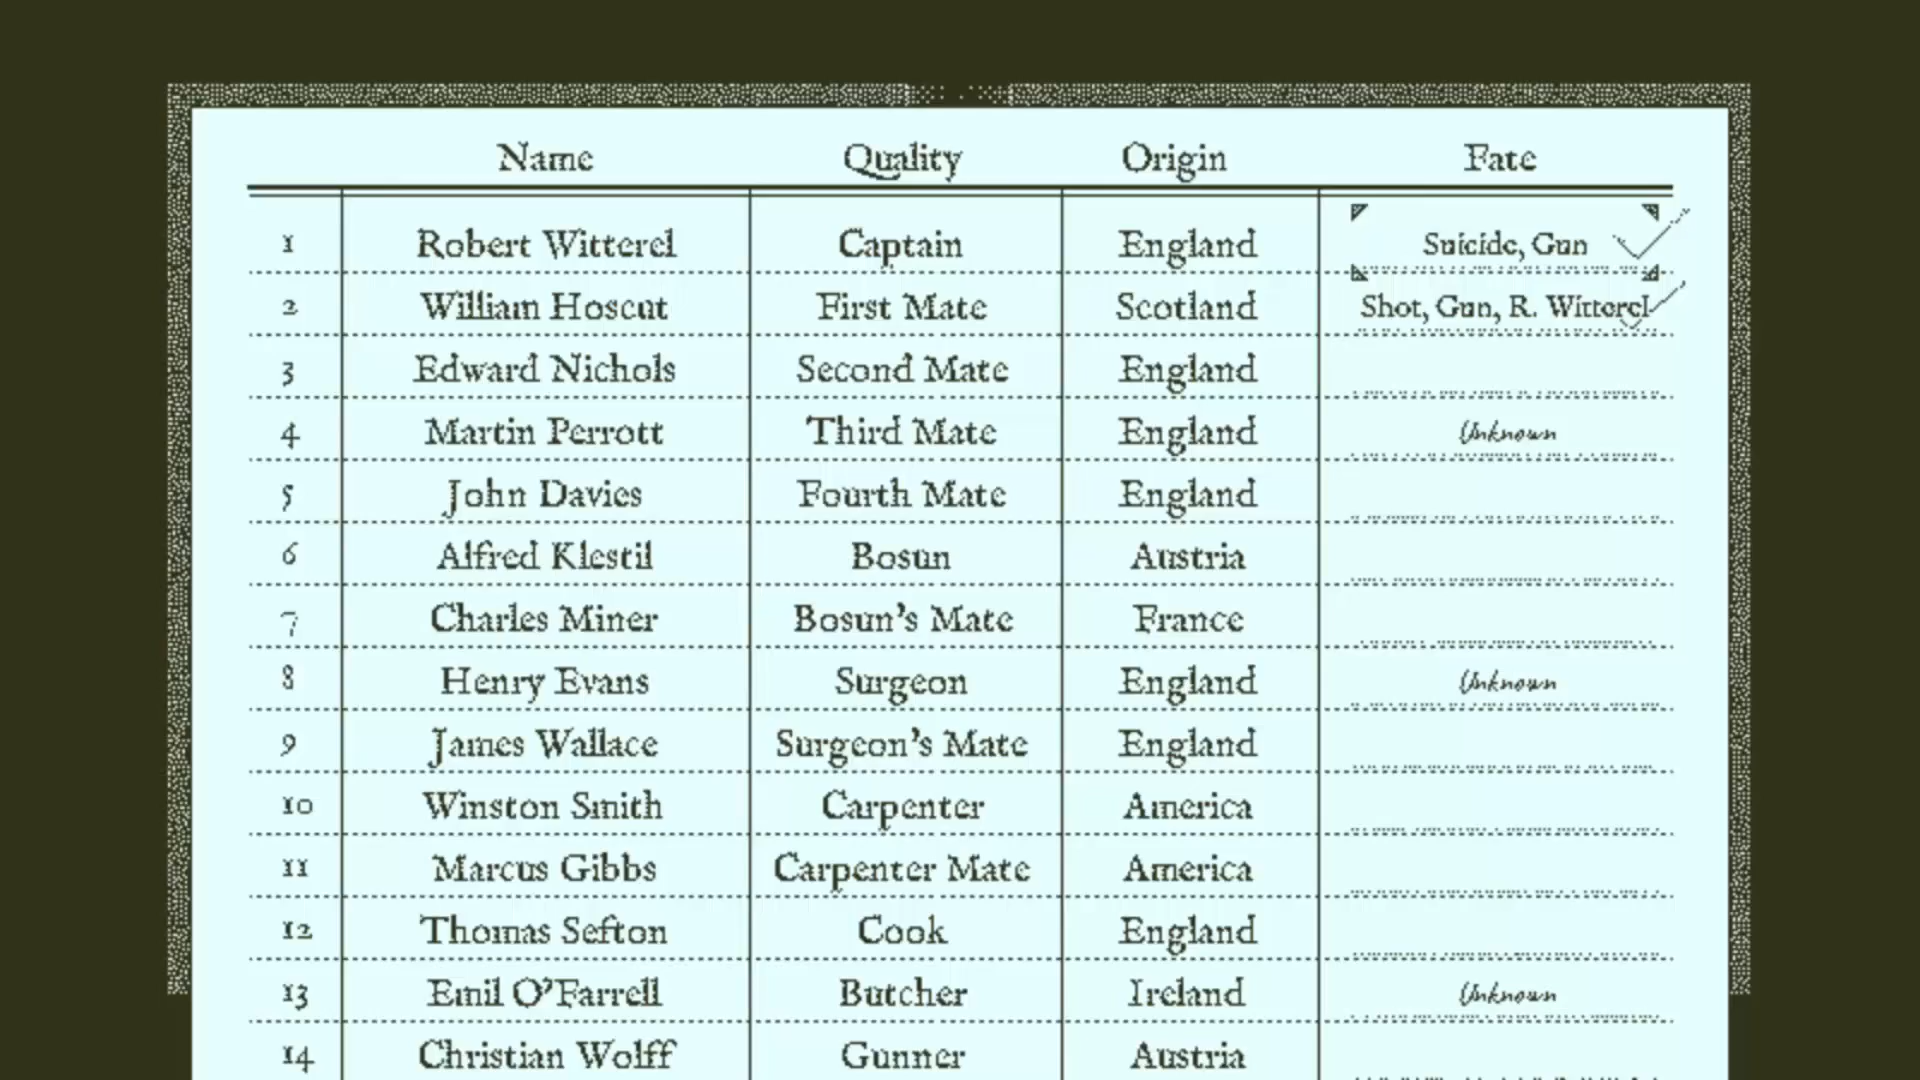 Name Quality Origin Fate
1 Robert Witterel Captain England Suicide, Gun
2 William Hoscut First Mate Scotland Shot, Gun, R. Witterel
3 Edward Nichols Second Mate England
4 Martin Perrott Third Mate England Unknown
5 John Davies Fourth Mate England
6 Alfred Klestil Bosun Austria
7 Charles Miner Bosun's Mate France
8 Henry Evans Surgeon England Unknown
9 James Wallace Surgeon's Mate England
10 Winston Smith Carpenter America
11 Marcus Gibbs Carpenter Mate America
12 Thomas Sefton Cook England
13 Emil O'Farrell Butcher Ireland Unknown
14 Christian Wolff Gunner Austria